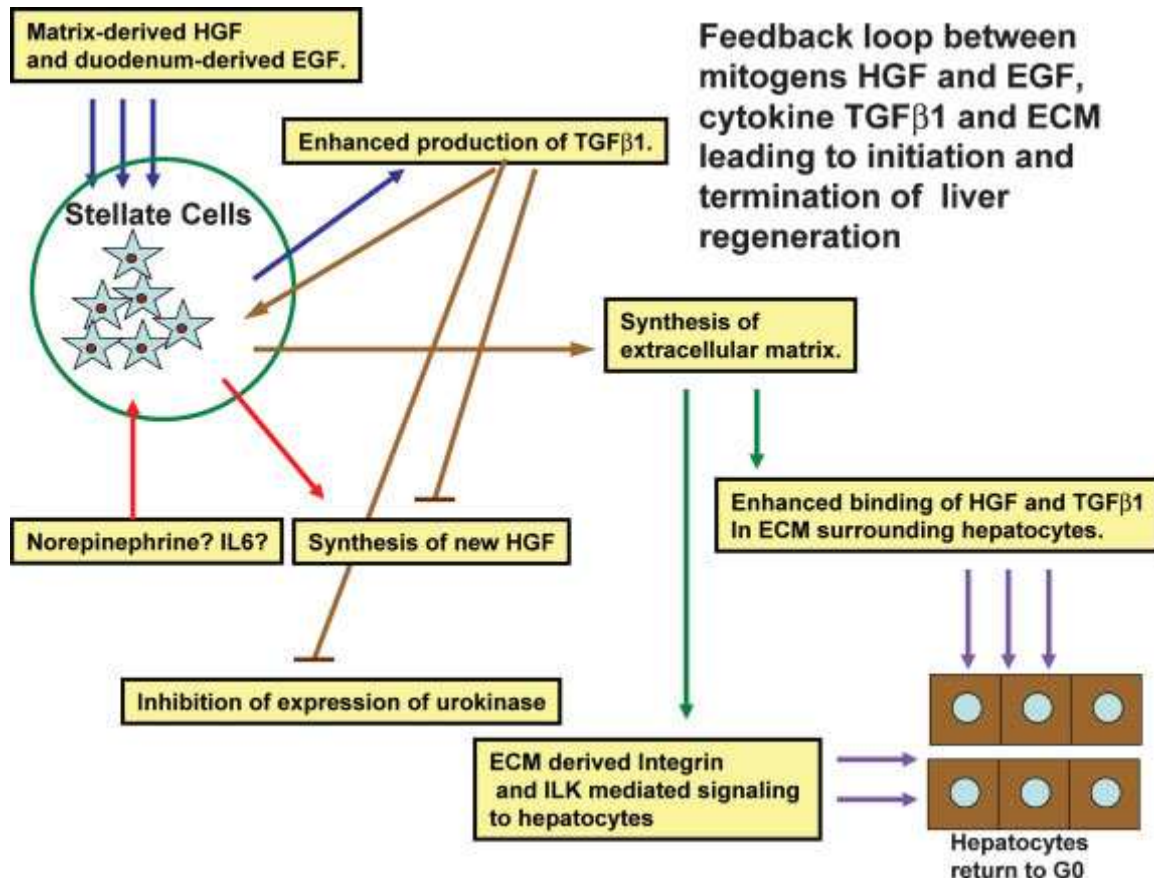 Matrix-derived HGF
and duodenum-derived EGF.
Feedback loop between
mitogens HGF and EGF,
cytokine TGFβ1 and ECM
leading to initiation and
termination of liver
regeneration
Enhanced production of TGFβ1.
Stellate Cells
Synthesis of
extracellular matrix.
Enhanced binding of HGF and TGFβ1
In ECM surrounding hepatocytes.
Norepinephrine? IL6?
Synthesis of new HGF
Inhibition of expression of urokinase
ECM derived Integrin
and ILK mediated signaling
to hepatocytes
Hepatocytes
return to G0